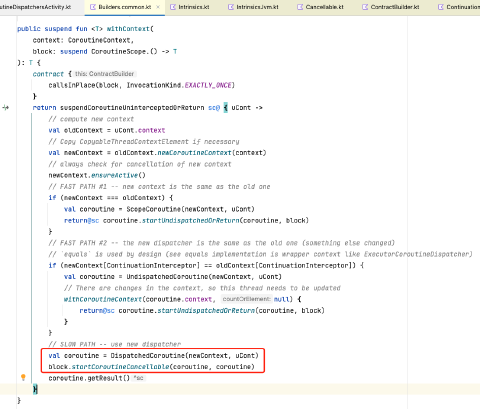 utineDispatchersActivity.kt Builders.common.kt Intrinsics.kt IntrinsicsJvm.kt Cancellable.kt ContractBuilder.kt Continuation
public suspend fun <T> withContext(
context: CoroutineContext,
block: suspend CoroutineScope.() -> T
): T {
contract { this: ContractBuilder
callsInPlace(block, InvocationKind.EXACTLY_ONCE)
}
return suspendCoroutineUninterceptedOrReturn sc@ { uCont ->
// compute new context
val oldContext = uCont.context
// Copy CopyableThreadContextElement if necessary
val newContext = oldContext.newCoroutineContext(context)
// always check for cancellation of new context
newContext.ensureActive()
// FAST PATH #1 -- new context is the same as the old one
if (newContext === oldContext) {
val coroutine = ScopeCoroutine(newContext, uCont)
return@sc coroutine.startUndispatchedOrReturn(coroutine, block)
}
// FAST PATH #2 -- the new dispatcher is the same as the old one (something else changed)
// `equals` is used by design (see equals implementation is wrapper context like ExecutorCoroutineDispatcher)
if (newContext[ContinuationInterceptor] == oldContext[ContinuationInterceptor]) {
val coroutine = UndispatchedCoroutine(newContext, uCont)
// There are changes in the context, so this thread needs to be updated
withCoroutineContext(coroutine.context, countOrElement: null) {
return@sc coroutine.startUndispatchedOrReturn(coroutine, block)
}
}
// SLOW PATH -- use new dispatcher
val coroutine = DispatchedCoroutine(newContext, uCont)
block.startCoroutineCancellable(coroutine, coroutine)
coroutine.getResult() ^sc
}
}